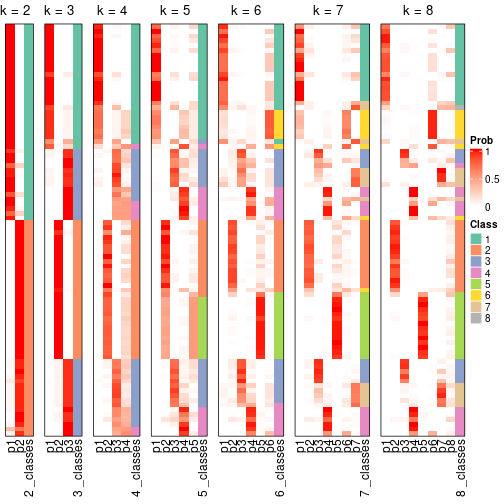 k = 2 k = 3 k = 4 k = 5 k = 6 k = 7 k = 8
Prob
1
0.5
0
Class
1
2
3
4
5
6
7
8
p1 p2 2_classes p1 p2 p3 3_classes p1 p2 p3 p4 4_classes p1 p2 p3 p4 p5 5_classes p1 p2 p3 p4 p5 p6 6_classes p1 p2 p3 p4 p5 p6 p7 7_classes p1 p2 p3 p4 p5 p6 p7 p8 8_classes